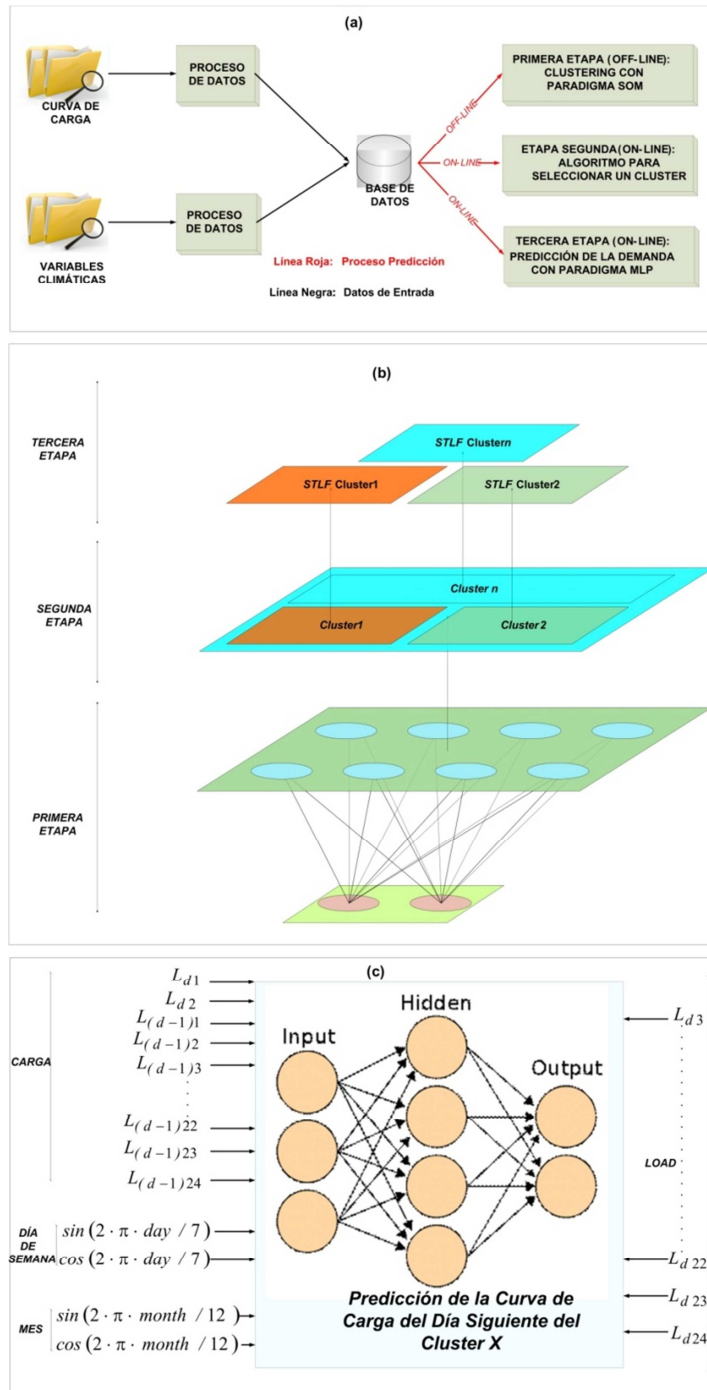 (a)
PROCESO
DE DATOS
CURVA DE
CARGA
PRIMERA ETAPA (OFF-LINE):
CLUSTERING CON
PARADIGMA SOM
OFF-LINE
ON-LINE
ON-LINE
BASE DE
DATOS
ETAPA SEGUNDA (ON-LINE):
ALGORITMO PARA
SELECCIONAR UN CLUSTER
PROCESO
DE DATOS
VARIABLES
CLIMÁTICAS
TERCERA ETAPA (ON-LINE):
PREDICCIÓN DE LA DEMANDA
CON PARADIGMA MLP
Línea Roja: Proceso Predicción
Línea Negra: Datos de Entrada
(b)
TERCERA
ETAPA
STLF Clustern
STLF Cluster1
STLF Cluster2
SEGUNDA
ETAPA
Cluster n
Cluster1
Cluster 2
PRIMERA
ETAPA
(c)
CARGA
L d1
L d2
L (d−1)1
L (d−1)2
L (d−1)3
L (d−1)22
L (d−1)23
L (d−1)24
DÍA
DE
SEMANA
sin(2 · π · day / 7)
cos(2 · π · day / 7)
MES
sin(2 · π · month / 12)
cos(2 · π · month / 12)
Input
Hidden
Output
Predicción de la Curva de
Carga del Día Siguiente del
Cluster X
L d3
LOAD
L d22
L d23
L d24